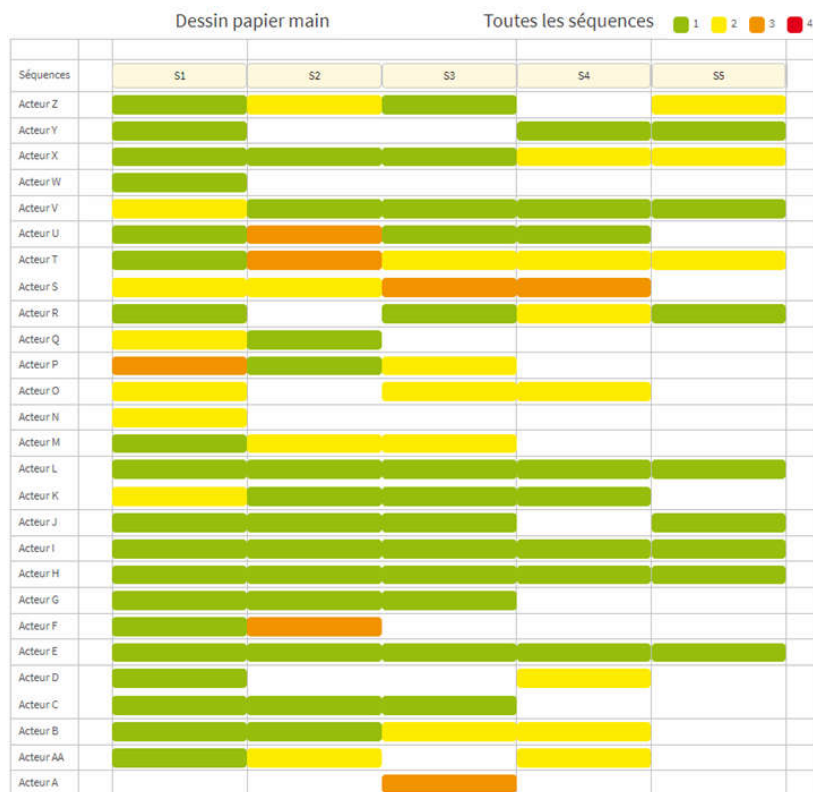 Dessin papier main Toutes les séquences 1 2 3 4
Séquences S1 S2 S3 S4 S5
Acteur Z
Acteur Y
Acteur X
Acteur W
Acteur V
Acteur U
Acteur T
Acteur S
Acteur R
Acteur Q
Acteur P
Acteur O
Acteur N
Acteur M
Acteur L
Acteur K
Acteur J
Acteur I
Acteur H
Acteur G
Acteur F
Acteur E
Acteur D
Acteur C
Acteur B
Acteur AA
Acteur A